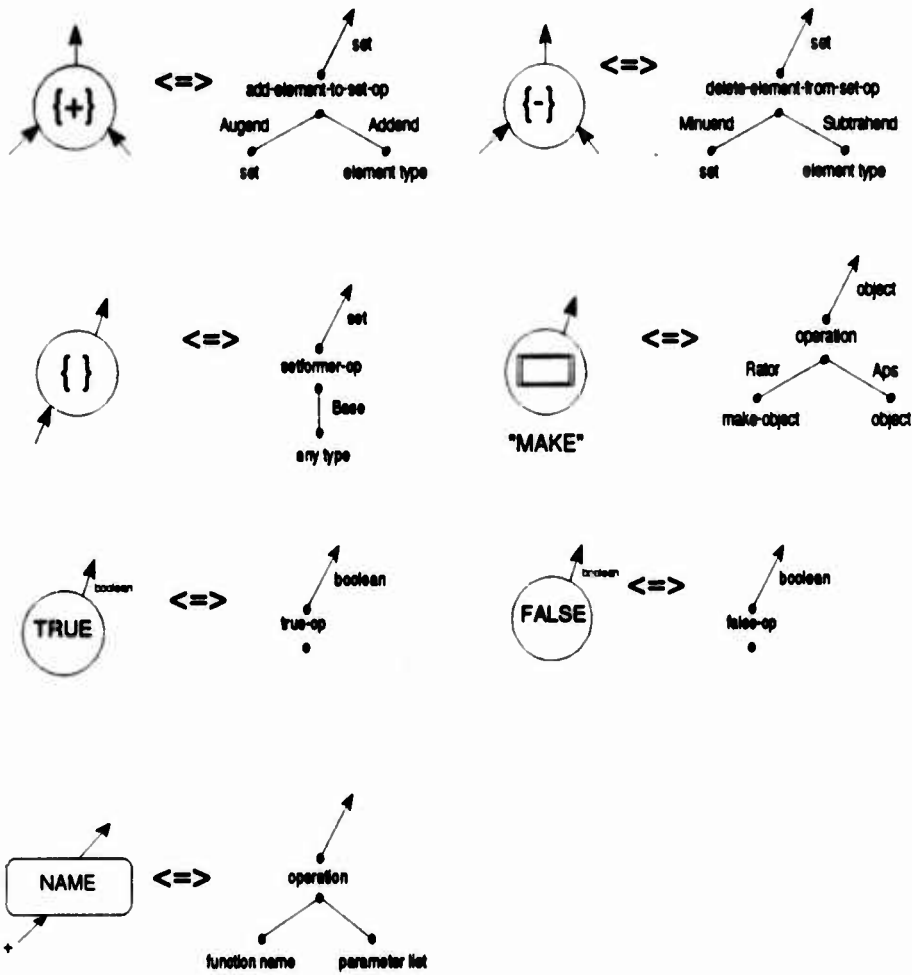 set
set
{+} <=> add-element-to-set-op
{-} <=> delete-element-from-set-op
Augend Addend
Minuend Subtrahend
set element type
set element type
{ } <=> set
setformer-op
Base
any type
"MAKE" <=> object
operation
Rator Aps
make-object object
TRUE boolean <=> boolean
true-op
FALSE boolean <=> boolean
false-op
NAME <=> operation
+
function name parameter list